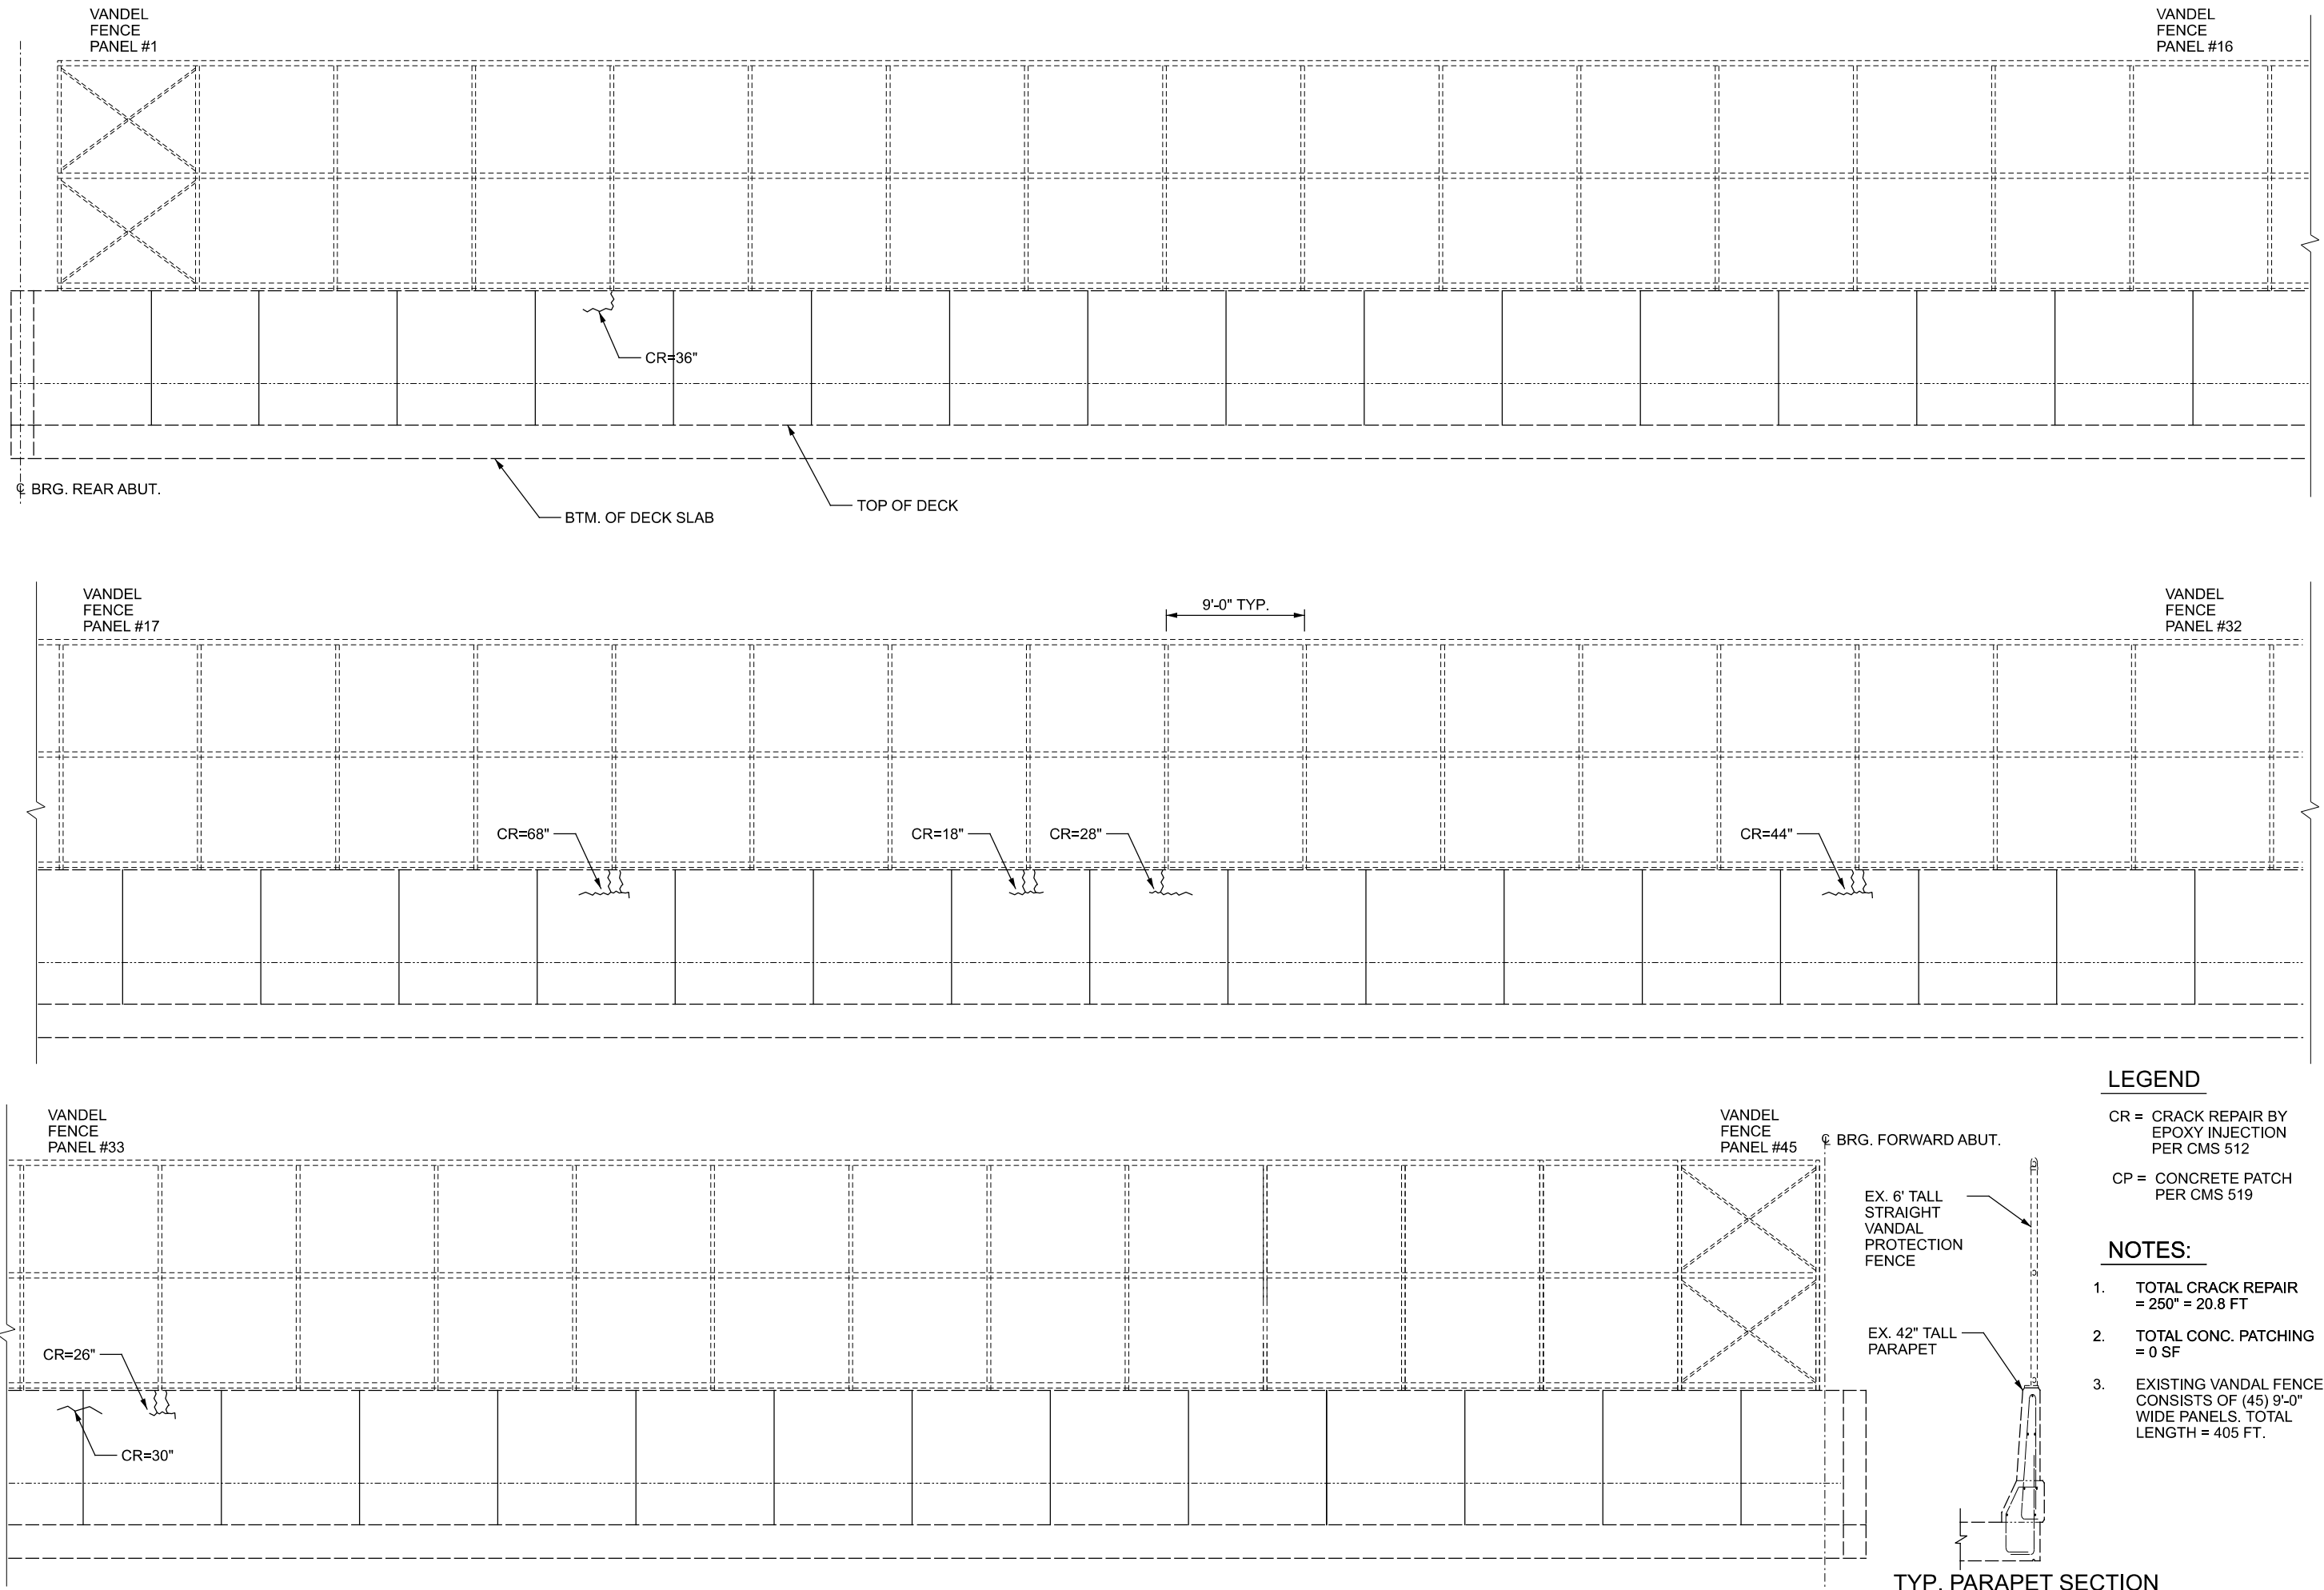 VANDEL
FENCE
PANEL #1
VANDEL
FENCE
PANEL #16
CR=36"
℄ BRG. REAR ABUT.
BTM. OF DECK SLAB
TOP OF DECK
VANDEL
FENCE
PANEL #17
9'-0" TYP.
VANDEL
FENCE
PANEL #32
CR=68"
CR=18"
CR=28"
CR=44"
VANDEL
FENCE
PANEL #33
VANDEL
FENCE
PANEL #45
℄ BRG. FORWARD ABUT.
CR=26"
CR=30"
EX. 6' TALL
STRAIGHT
VANDAL
PROTECTION
FENCE
EX. 42" TALL
PARAPET
TYP. PARAPET SECTION
LEGEND
CR = CRACK REPAIR BY
EPOXY INJECTION
PER CMS 512
CP = CONCRETE PATCH
PER CMS 519
NOTES:
1. TOTAL CRACK REPAIR
= 250" = 20.8 FT
2. TOTAL CONC. PATCHING
= 0 SF
3. EXISTING VANDAL FENCE
CONSISTS OF (45) 9'-0"
WIDE PANELS. TOTAL
LENGTH = 405 FT.